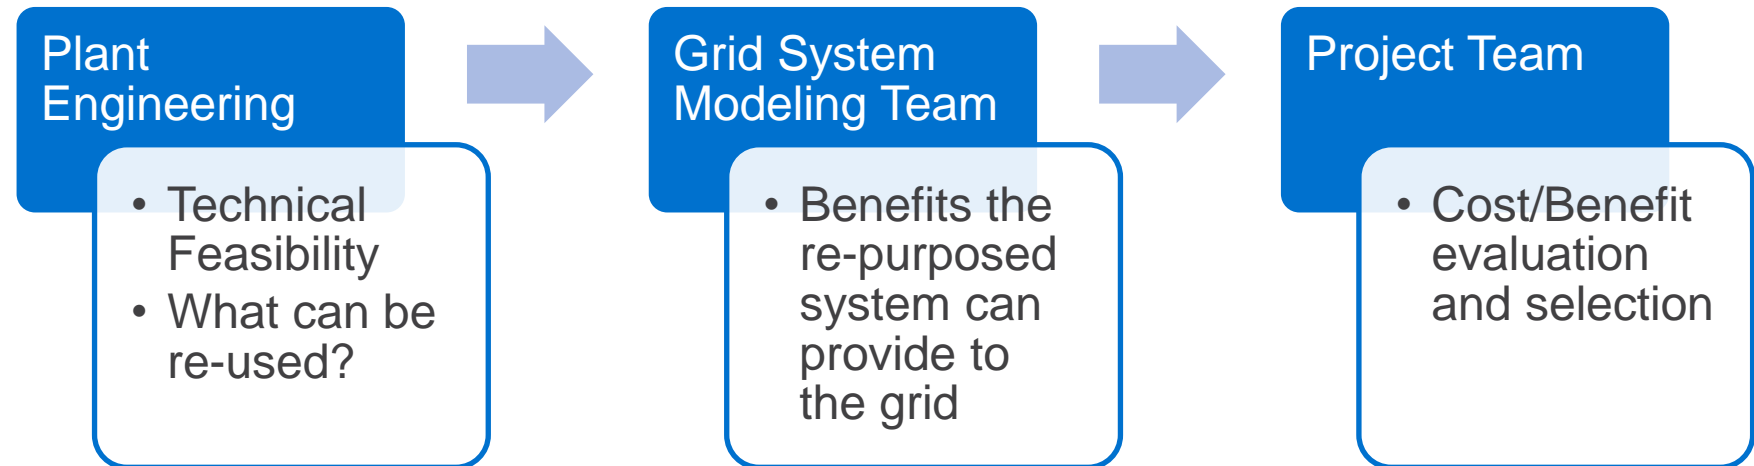 Plant
Engineering
• Technical
Feasibility
• What can be
re-used?
Grid System
Modeling Team
• Benefits the
re-purposed
system can
provide to
the grid
Project Team
• Cost/Benefit
evaluation
and selection